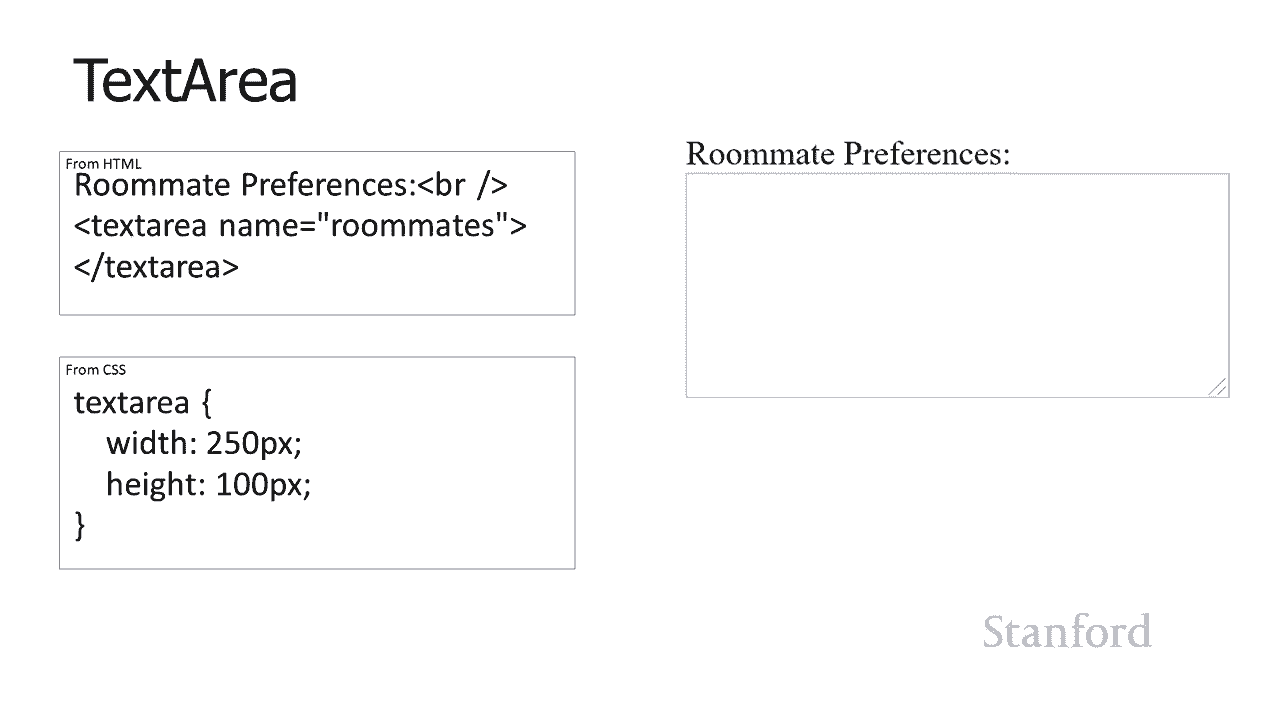 TextArea
From HTML
Roommate Preferences:<br />
<textarea name="roommates">
</textarea>
From CSS
textarea {
    width: 250px;
    height: 100px;
}
Roommate Preferences:
Stanford